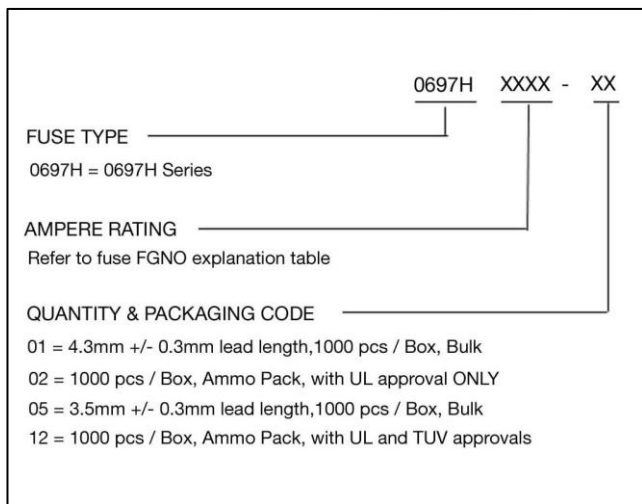 0697H XXXX - XX
FUSE TYPE
0697H = 0697H Series
AMPERE RATING
Refer to fuse FGNO explanation table
QUANTITY & PACKAGING CODE
01 = 4.3mm +/- 0.3mm lead length,1000 pcs / Box, Bulk
02 = 1000 pcs / Box, Ammo Pack, with UL approval ONLY
05 = 3.5mm +/- 0.3mm lead length,1000 pcs / Box, Bulk
12 = 1000 pcs / Box, Ammo Pack, with UL and TUV approvals